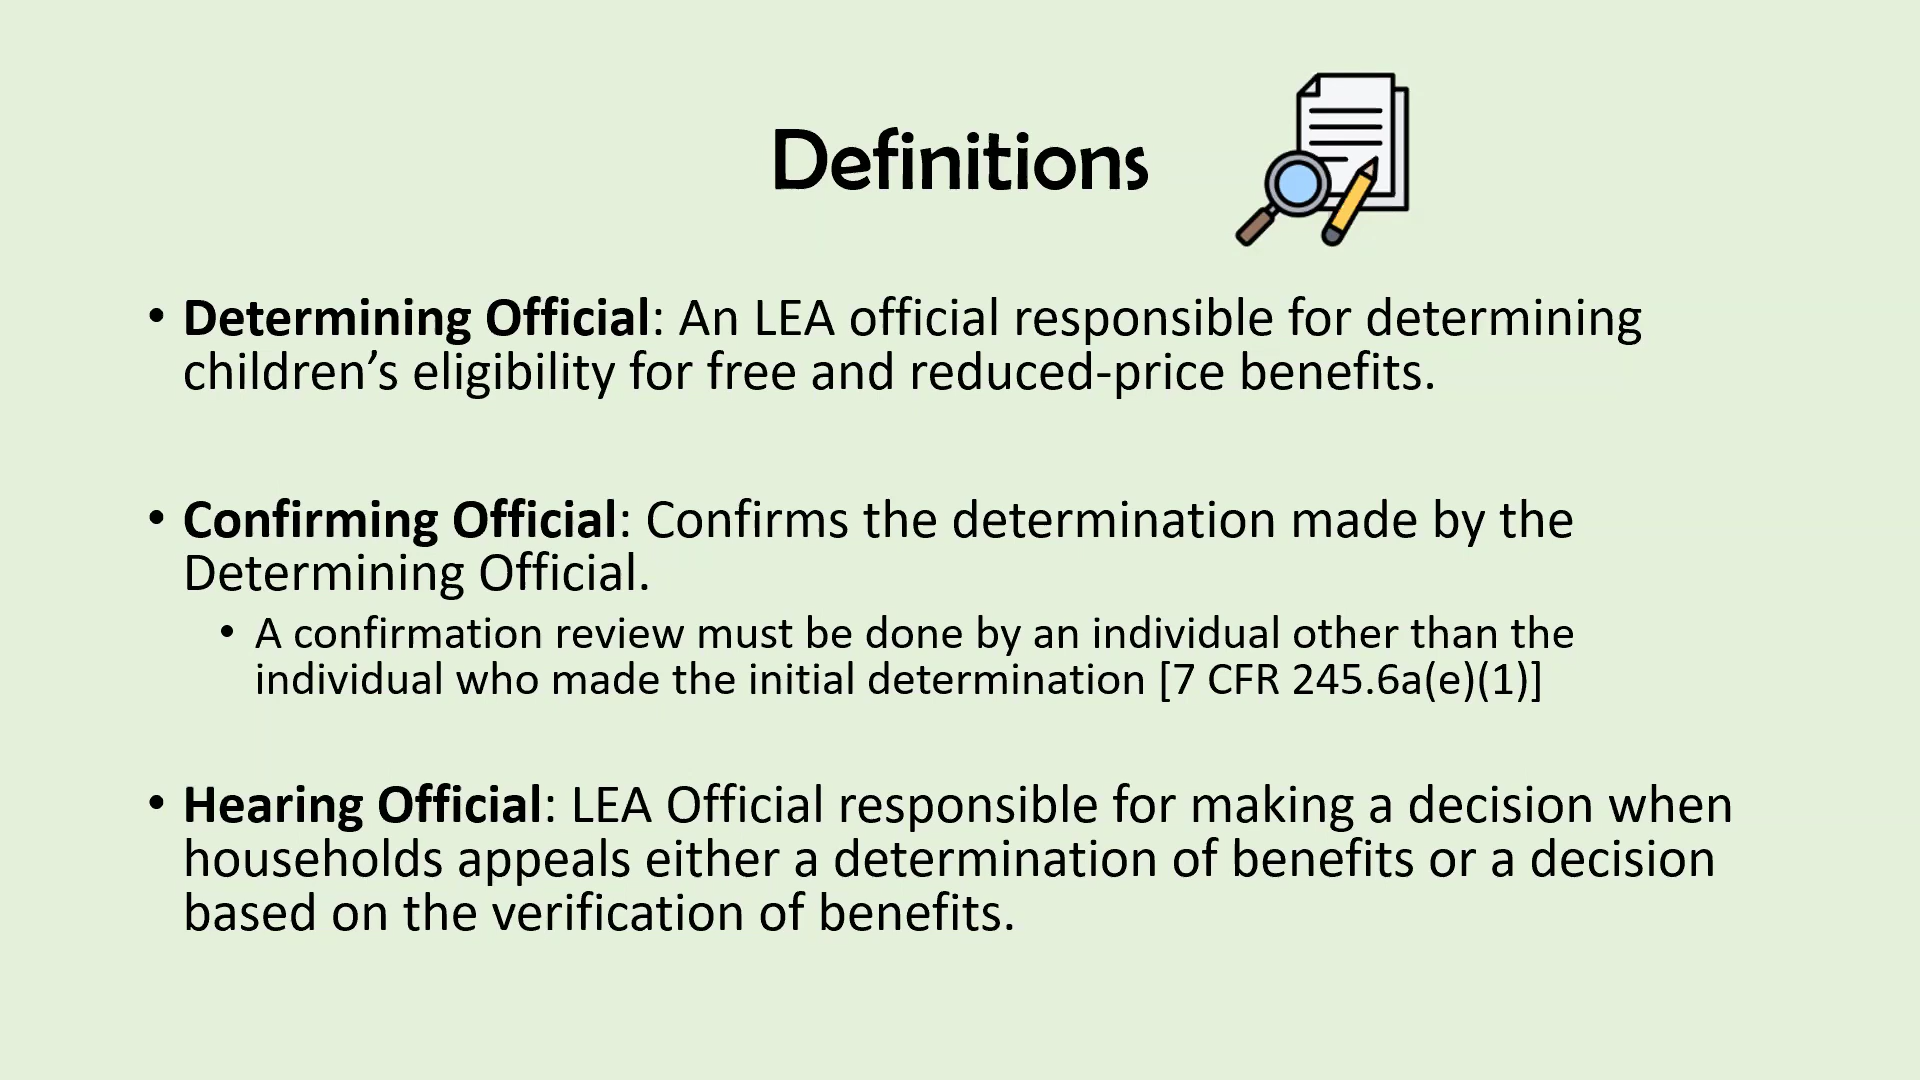 Definitions
• Determining Official: An LEA official responsible for determining
children’s eligibility for free and reduced-price benefits.
• Confirming Official: Confirms the determination made by the
Determining Official.
• A confirmation review must be done by an individual other than the
individual who made the initial determination [7 CFR 245.6a(e)(1)]
• Hearing Official: LEA Official responsible for making a decision when
households appeals either a determination of benefits or a decision
based on the verification of benefits.